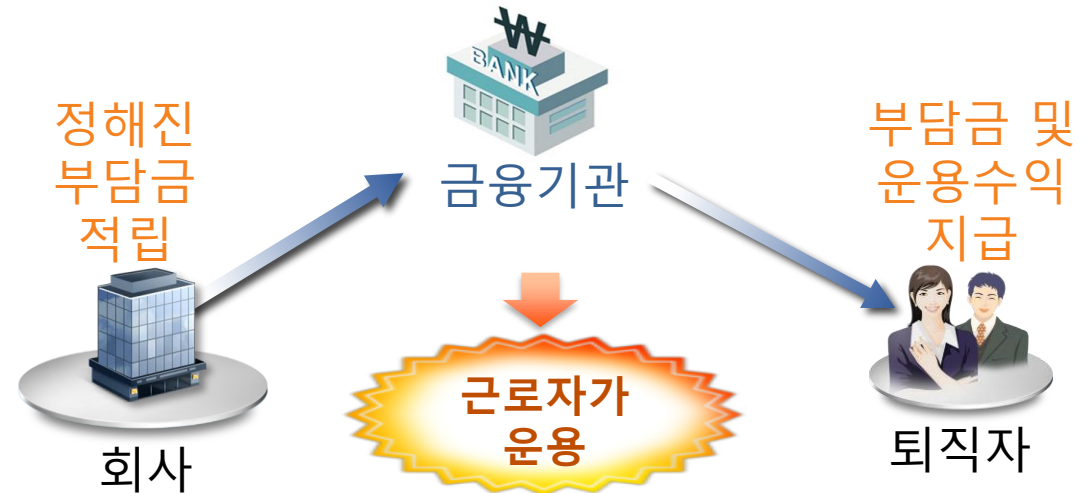 ₩
BANK
금융기관
정해진
부담금
적립
회사
부담금 및
운용수익
지급
퇴직자
근로자가
운용